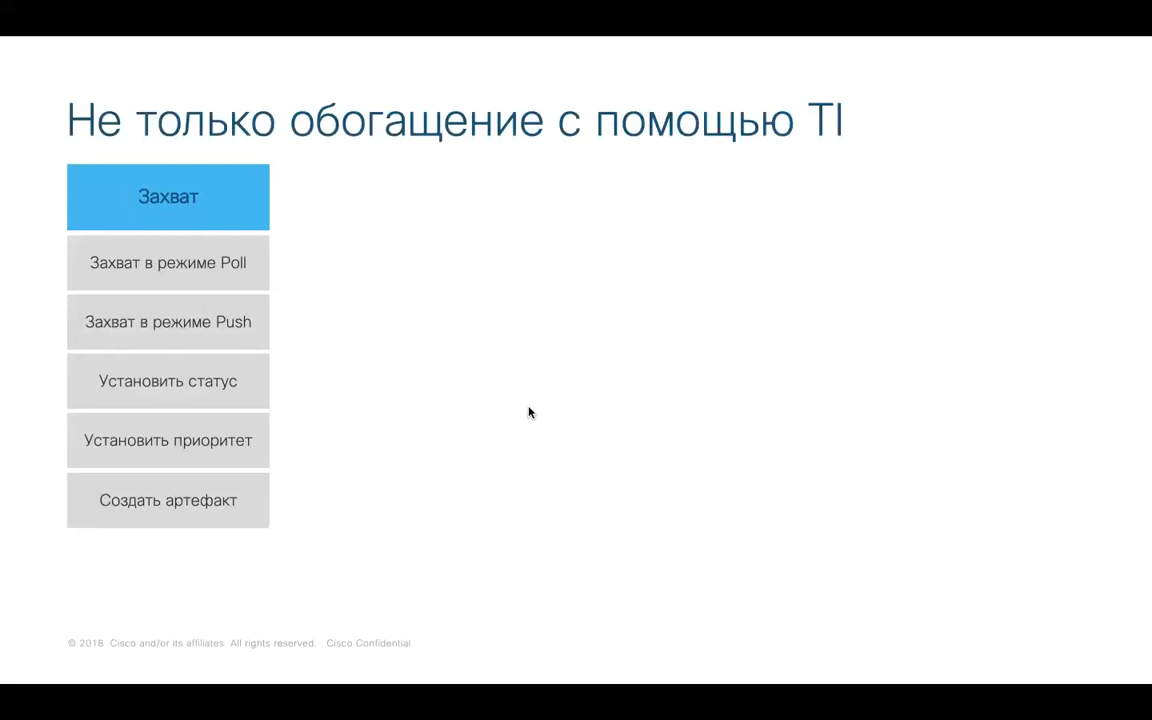 Не только обогащение с помощью TI
Захват
Захват в режиме Poll
Захват в режиме Push
Установить статус
Установить приоритет
Создать артефакт
© 2018 Cisco and/or its affiliates. All rights reserved. Cisco Confidential